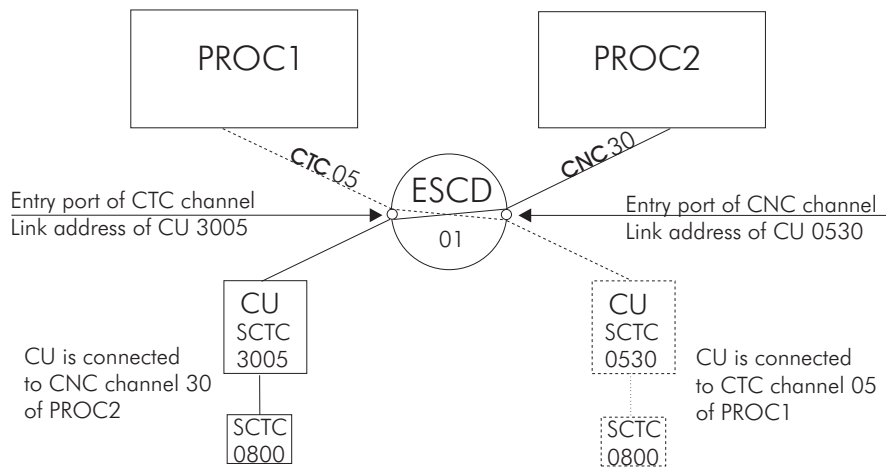 PROC1
PROC2
CTC 05
CNC 30
ESCD
01
Entry port of CTC channel
Link address of CU 3005
Entry port of CNC channel
Link address of CU 0530
CU
SCTC
3005
CU
SCTC
0530
CU is connected
to CNC channel 30
of PROC2
CU is connected
to CTC channel 05
of PROC1
SCTC
0800
SCTC
0800